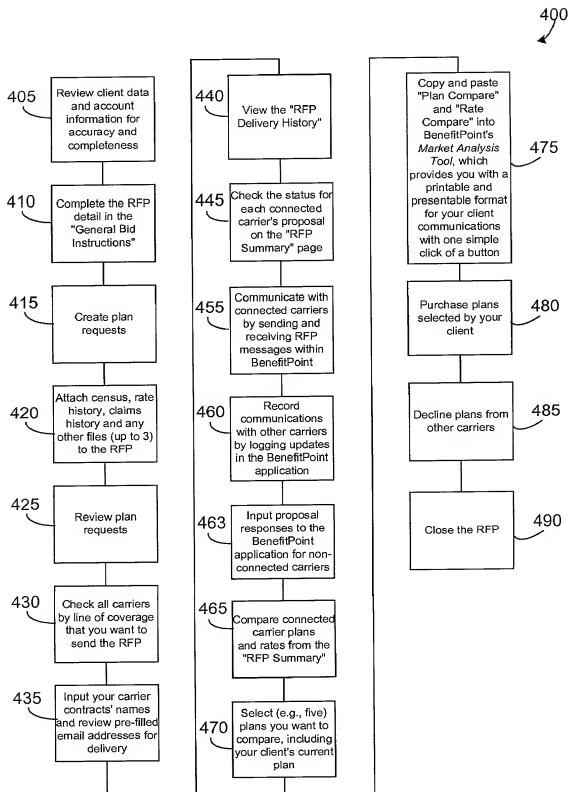 400
405
Review client data
and account
information for
accuracy and
completeness
410
Complete the RFP
detail in the
"General Bid
Instructions"
415
Create plan
requests
420
Attach census, rate
history, claims
history and any
other files (up to 3)
to the RFP
425
Review plan
requests
430
Check all carriers
by line of coverage
that you want to
send the RFP
435
Input your carrier
contracts' names
and review pre-filled
email addresses for
delivery
440
View the "RFP
Delivery History"
445
Check the status for
each connected
carrier's proposal
on the "RFP
Summary" page
455
Communicate with
connected carriers
by sending and
receiving RFP
messages within
BenefitPoint
460
Record
communications
with other carriers
by logging updates
in the BenefitPoint
application
463
Input proposal
responses to the
BenefitPoint
application for non-
connected carriers
465
Compare connected
carrier plans
and rates from the
"RFP Summary"
470
Select (e.g., five)
plans you want to
compare, including
your client's current
plan
Copy and paste
"Plan Compare"
and "Rate
Compare" into
BenefitPoint's
Market Analysis
Tool, which
provides you with a
printable and
presentable format
for your client
communications
with one simple
click of a button
475
Purchase plans
selected by your
client
480
Decline plans from
other carriers
485
Close the RFP
490